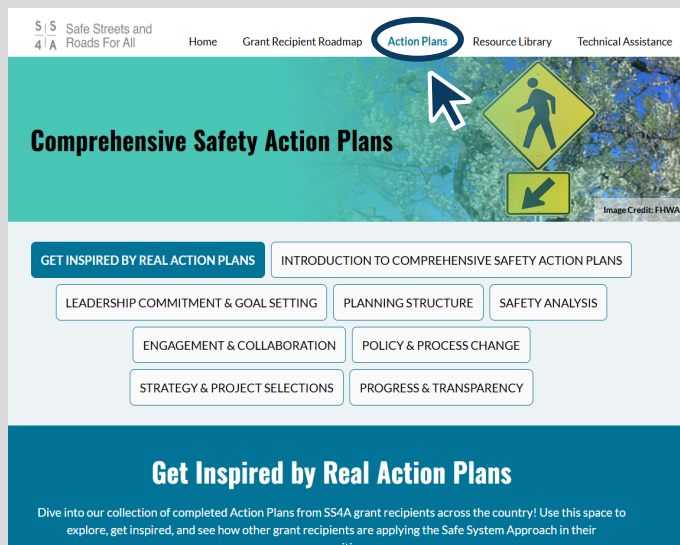 S S Safe Streets and
4 A Roads For All
Home Grant Recipient Roadmap Action Plans Resource Library Technical Assistance
Comprehensive Safety Action Plans
Image Credit: FHWA
GET INSPIRED BY REAL ACTION PLANS INTRODUCTION TO COMPREHENSIVE SAFETY ACTION PLANS
LEADERSHIP COMMITMENT & GOAL SETTING PLANNING STRUCTURE SAFETY ANALYSIS
ENGAGEMENT & COLLABORATION POLICY & PROCESS CHANGE
STRATEGY & PROJECT SELECTIONS PROGRESS & TRANSPARENCY
Get Inspired by Real Action Plans
Dive into our collection of completed Action Plans from SS4A grant recipients across the country! Use this space to
explore, get inspired, and see how other grant recipients are applying the Safe System Approach in their